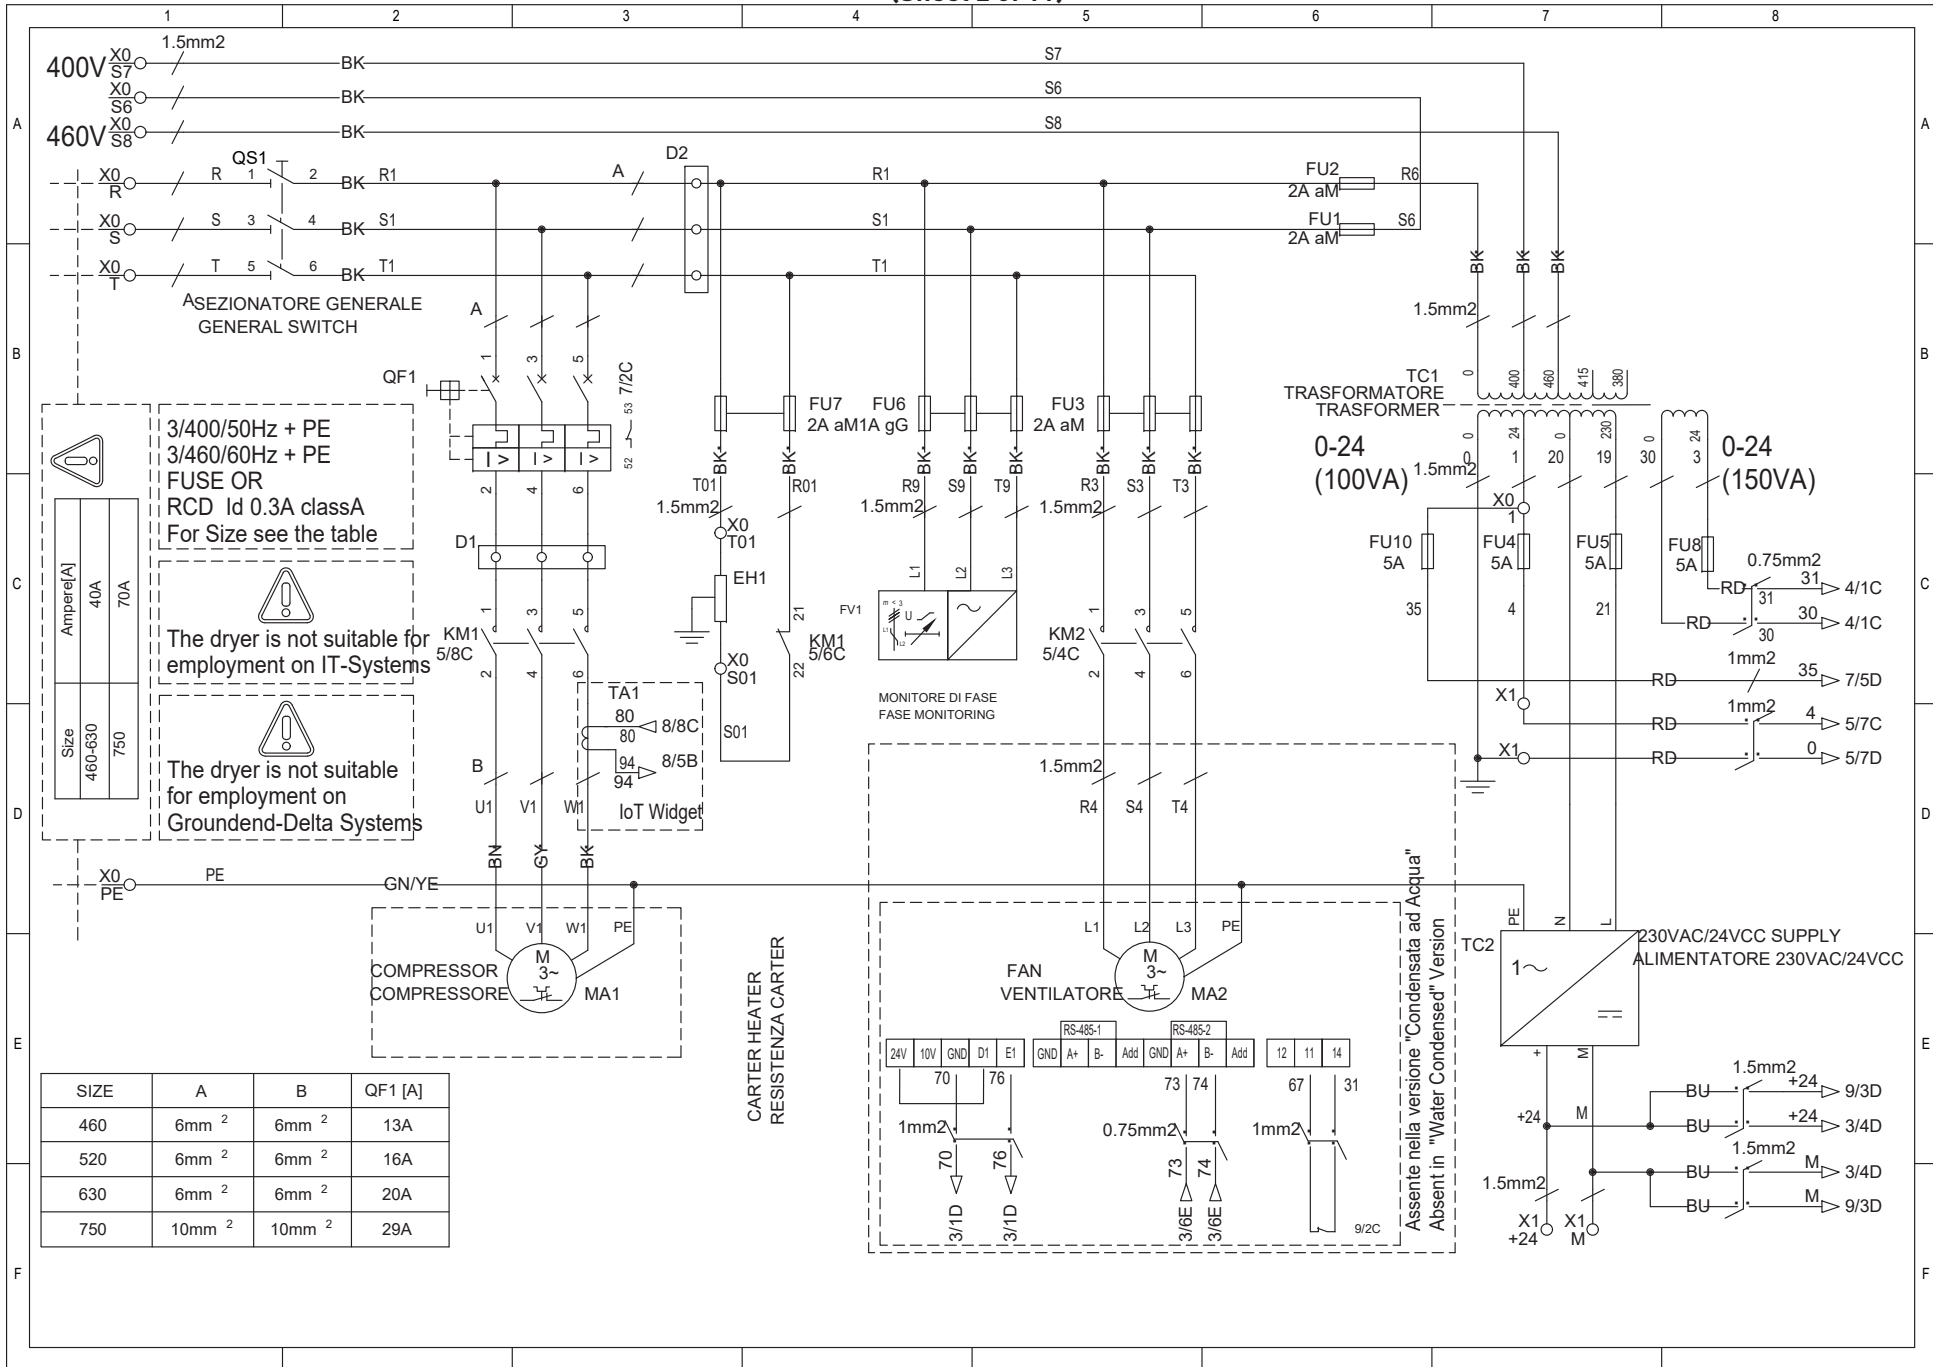 1 2 3 4 5 6 7 8
A
B
C
D
E
F
A
B
C
D
E
F
400V X0 S7 1.5mm2 BK S7
X0 S6 BK S6
460V X0 S8 BK S8
QS1 D2
X0 R R 1 2 BK R1 A R1 FU2 2A aM R6
X0 S S 3 4 BK S1 S1 FU1 2A aM S6
X0 T T 5 6 BK T1 T1
A SEZIONATORE GENERALE
GENERAL SWITCH
A
1 3 5
QF1
7/2C
53
52
I > I > I >
2 4 6
D1
1 3 5
KM1
5/8C
2 4 6
TA1
80 8/8C
80
94 8/5B
94
IoT Widget
B
U1 V1 W1
BN GY BK
X0 PE PE GN/YE
U1 V1 W1 PE
COMPRESSOR
COMPRESSORE
M
3~
MA1
3/400/50Hz + PE
3/460/60Hz + PE
FUSE OR
RCD Id 0.3A classA
For Size see the table
The dryer is not suitable for
employment on IT-Systems
The dryer is not suitable
for employment on
Groundend-Delta Systems
Ampere[A] 40A 70A
Size 460-630 750
FU7
2A aM
BK BK
T01 R01
1.5mm2
X0
T01
EH1
21
KM1
5/6C
22
X0
S01
S01
CARTER HEATER
RESISTENZA CARTER
FU6
1A gG
BK BK BK
R9 S9 T9
1.5mm2
L1 L2 L3
FV1
m < 3
U
L1
L2
MONITORE DI FASE
FASE MONITORING
FU3
2A aM
BK BK BK
R3 S3 T3
1.5mm2
1 3 5
KM2
5/4C
2 4 6
1.5mm2
R4 S4 T4
L1 L2 L3 PE
FAN
VENTILATORE
M
3~
MA2
RS-485-1 RS-485-2
24V 10V GND D1 E1 GND A+ B- Add GND A+ B- Add 12 11 14
70 76 73 74 67 31
1mm2 0.75mm2 1mm2
70 76 73 74
3/1D 3/1D 3/6E 3/6E 9/2C
Assente nella versione "Condensata ad Acqua"
Absent in "Water Condensed" Version
BK BK BK
1.5mm2
0 400 460 415 380
TC1
TRASFORMATORE
TRASFORMER
0 24 0 230 0 24
0 1 20 19 30 3
0-24
(100VA)
0-24
(150VA)
1.5mm2
X0
1
FU10
5A
FU4
5A
FU5
5A
FU8
5A
0.75mm2
35 4 21
RD 31 31 4/1C
RD 30 30 4/1C
1mm2
RD 35 7/5D
X1 1mm2
RD 4 5/7C
X1 RD 0 5/7D
PE N L
TC2
1~
230VAC/24VCC SUPPLY
ALIMENTATORE 230VAC/24VCC
+ M
1.5mm2
BU +24 9/3D
+24 M
BU +24 3/4D
1.5mm2
BU M 3/4D
1.5mm2
BU M 9/3D
X1
+24
X1
M
SIZE A B QF1 [A]
460 6mm 2 6mm 2 13A
520 6mm 2 6mm 2 16A
630 6mm 2 6mm 2 20A
750 10mm 2 10mm 2 29A